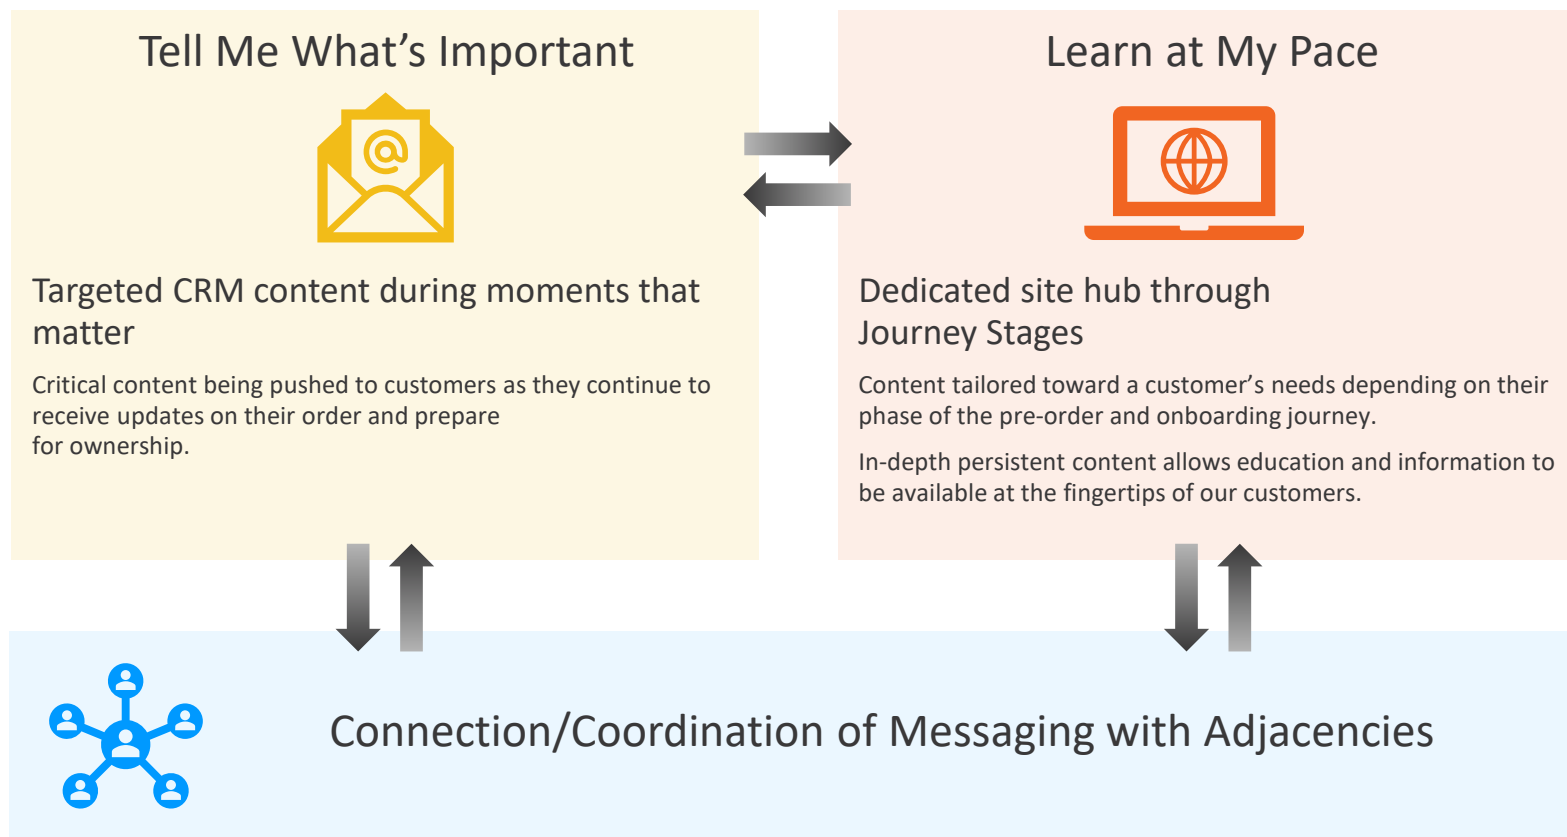 Tell Me What’s Important
@
Targeted CRM content during moments that
matter
Critical content being pushed to customers as they continue to
receive updates on their order and prepare
for ownership.
Learn at My Pace
Dedicated site hub through
Journey Stages
Content tailored toward a customer’s needs depending on their
phase of the pre-order and onboarding journey.
In-depth persistent content allows education and information to
be available at the fingertips of our customers.
Connection/Coordination of Messaging with Adjacencies